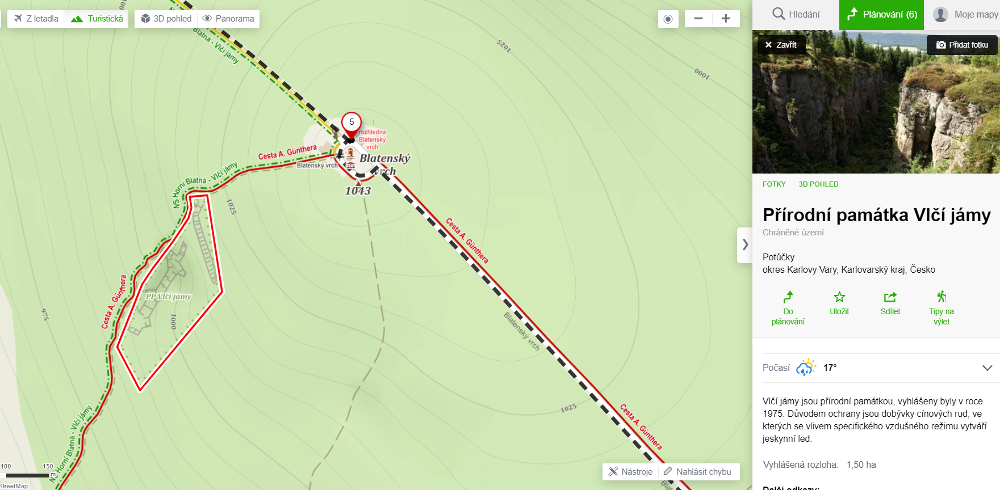 Z letadla
Turistická
3D pohled
Panorama
Hledání
Plánování (6)
Moje mapy
Zavřít
Přidat fotku
Blatná - Vlčí jámy
1025
1000
5
rozhledna
Blatenský
vrch
Cesta A. Günthera
Blatenský vrch
Blatenský
vrch
1043
NS Horní Blatná - Vlčí jámy
1025
Cesta A. Günthera
Cesta A. Günthera
PP Vlčí jámy
975
1000
Blatenský vrch
1025
Cesta A. Günthera
NS Horní Blatná - Vlčí jámy
100
150
m
StreetMap
Nástroje
Nahlásit chybu
FOTKY
3D POHLED
Přírodní památka Vlčí jámy
Chráněné území
Potůčky
okres Karlovy Vary, Karlovarský kraj, Česko
Do
plánování
Uložit
Sdílet
Tipy na
výlet
Počasí
17°
Vlčí jámy jsou přírodní památkou, vyhlášeny byly v roce
1975. Důvodem ochrany jsou dobývky cínových rud, ve
kterých se vlivem specifického vzdušného režimu vytváří
jeskynní led.
Vyhlášená rozloha: 1,50 ha
Další odkazy: